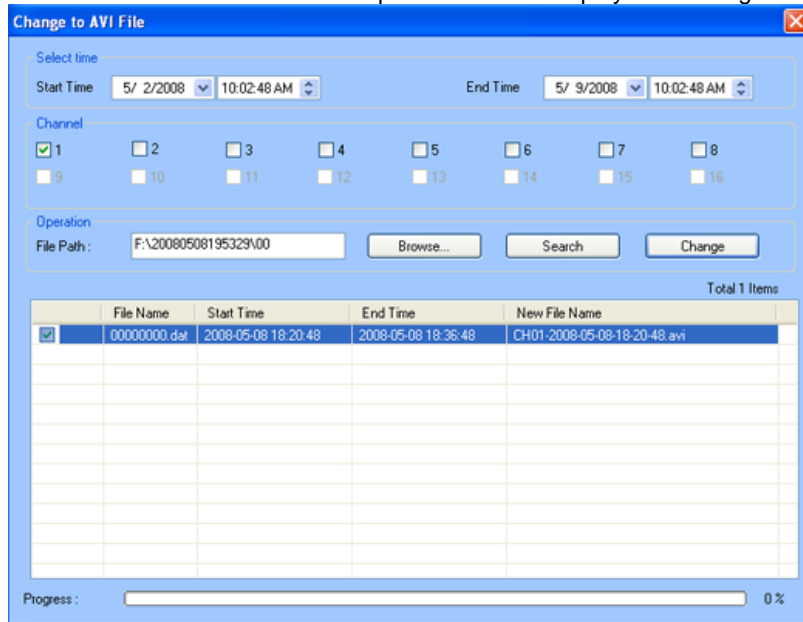 Change to AVI File
Select time
Start Time 5/ 2/2008 10:02:48 AM End Time 5/ 9/2008 10:02:48 AM
Channel
1 2 3 4 5 6 7 8
9 10 11 12 13 14 15 16
Operation
File Path : F:\20080508195329\00 Browse... Search Change
Total 1 Items
File Name Start Time End Time New File Name
00000000.dat 2008-05-08 18:20:48 2008-05-08 18:36:48 CH01-2008-05-08-18-20-48.avi
Progress : 0 %